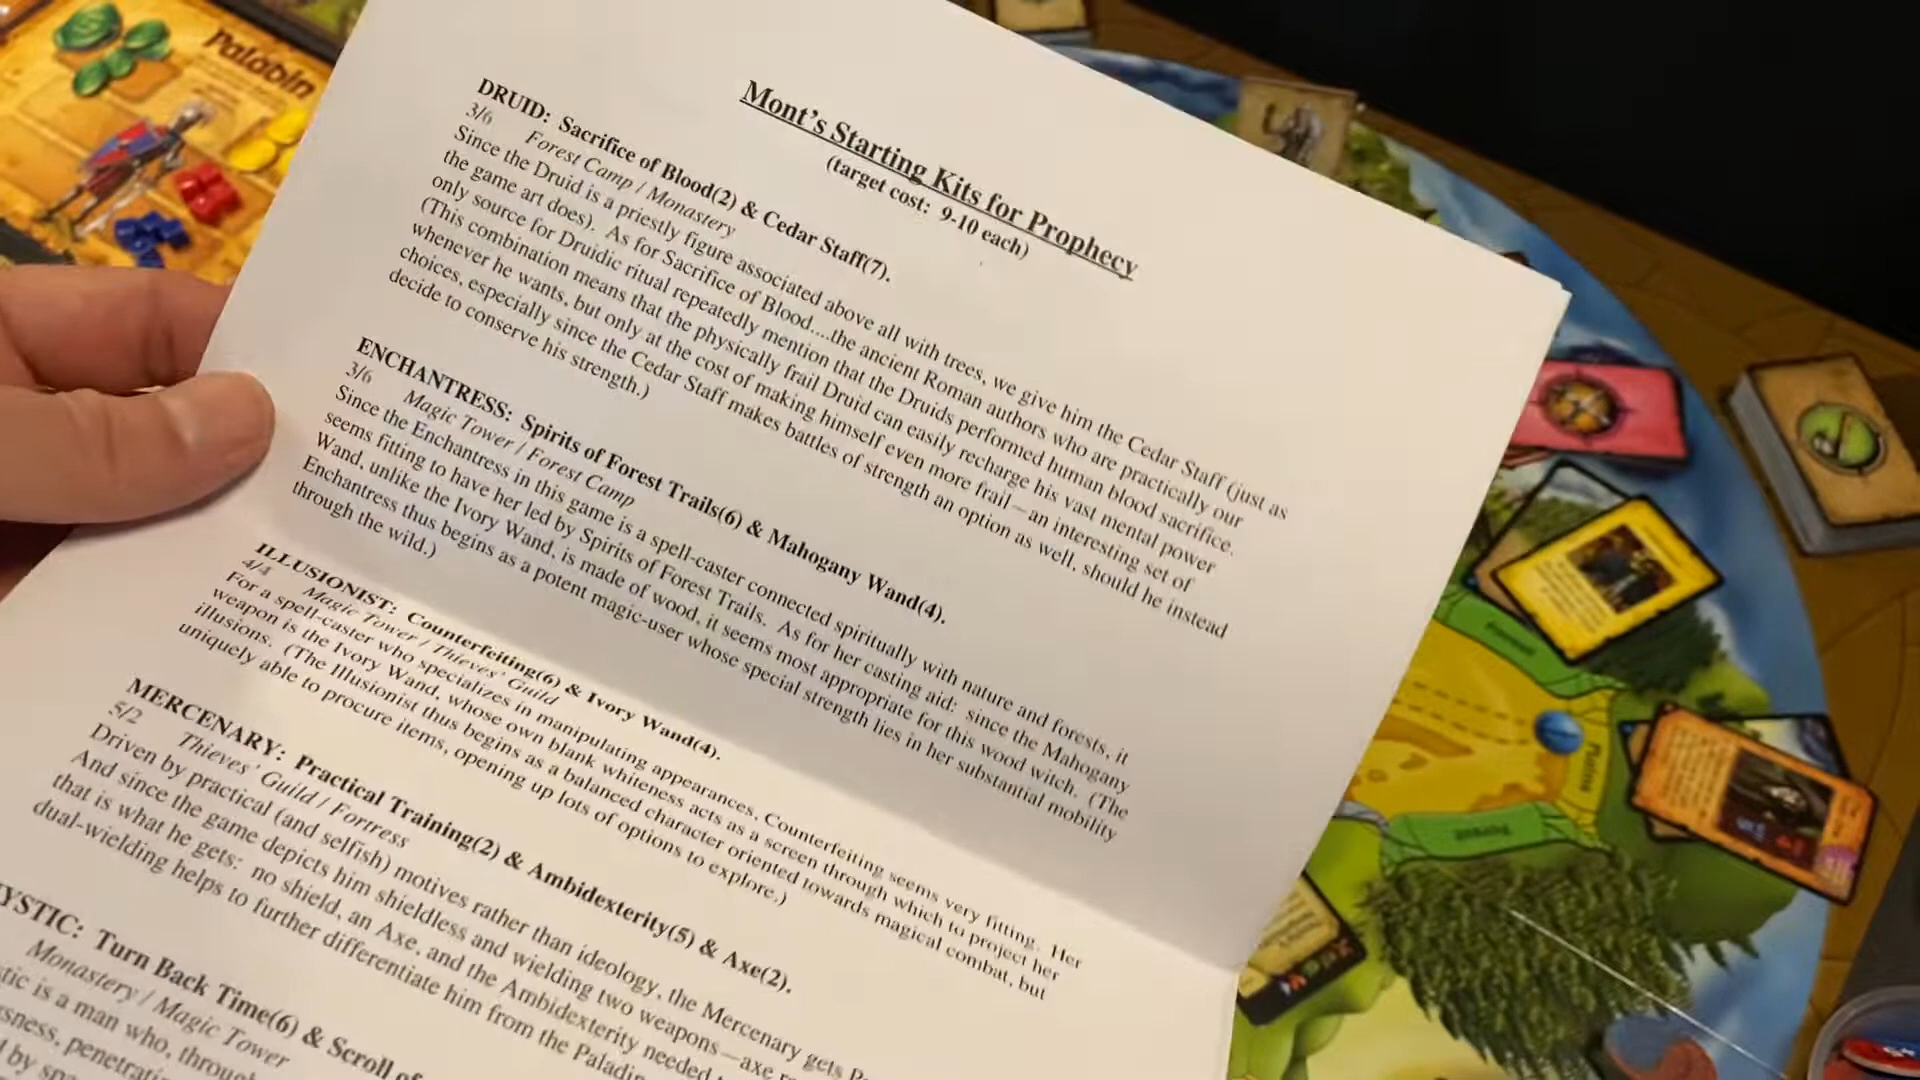 Paladin
Mont's Starting Kits for Prophecy
(target cost: 9-10 each)
DRUID: Sacrifice of Blood(2) & Cedar Staff(7).
3/6 Forest Camp / Monastery
Since the Druid is a priestly figure associated above all with trees, we give him the Cedar Staff (just as
the game art does). As for Sacrifice of Blood....the ancient Roman authors who are practically our
only source for Druidic ritual repeatedly mention that the Druids performed human blood sacrifice.
(This combination means that the physically frail Druid can easily recharge his vast mental power
whenever he wants, but only at the cost of making himself even more frail – an interesting set of
choices, especially since the Cedar Staff makes battles of strength an option as well, should he instead
decide to conserve his strength.)
ENCHANTRESS: Spirits of Forest Trails(6) & Mahogany Wand(4).
3/6 Magic Tower / Forest Camp
Since the Enchantress in this game is a spell-caster connected spiritually with nature and forests, it
seems fitting to have her led by Spirits of Forest Trails. As for her casting aid: since the Mahogany
Wand, unlike the Ivory Wand, is made of wood, it seems most appropriate for this wood witch. (The
Enchantress thus begins as a potent magic-user whose special strength lies in her substantial mobility
through the wild.)
ILLUSIONIST: Counterfeiting(6) & Ivory Wand(4).
4/4 Magic Tower / Thieves' Guild
For a spell-caster who specializes in manipulating appearances, Counterfeiting seems very fitting. Her
weapon is the Ivory Wand, whose own blank whiteness acts as a screen through which to project her
illusions. (The Illusionist thus begins as a balanced character oriented towards magical combat, but
uniquely able to procure items, opening up lots of options to explore.)
MERCENARY: Practical Training(2) & Ambidexterity(5) & Axe(2).
5/2 Thieves' Guild / Fortress
Driven by practical (and selfish) motives rather than ideology, the Mercenary gets
And since the game depicts him shieldless and wielding two weapons—axe
that is what he gets: no shield, an Axe, and the Ambidexterity needed
dual-wielding helps to further differentiate him from the
YSTIC: Turn Back Time(6) & Scroll of
Monastery / Magic Tower
tic is a man who, through
Plains